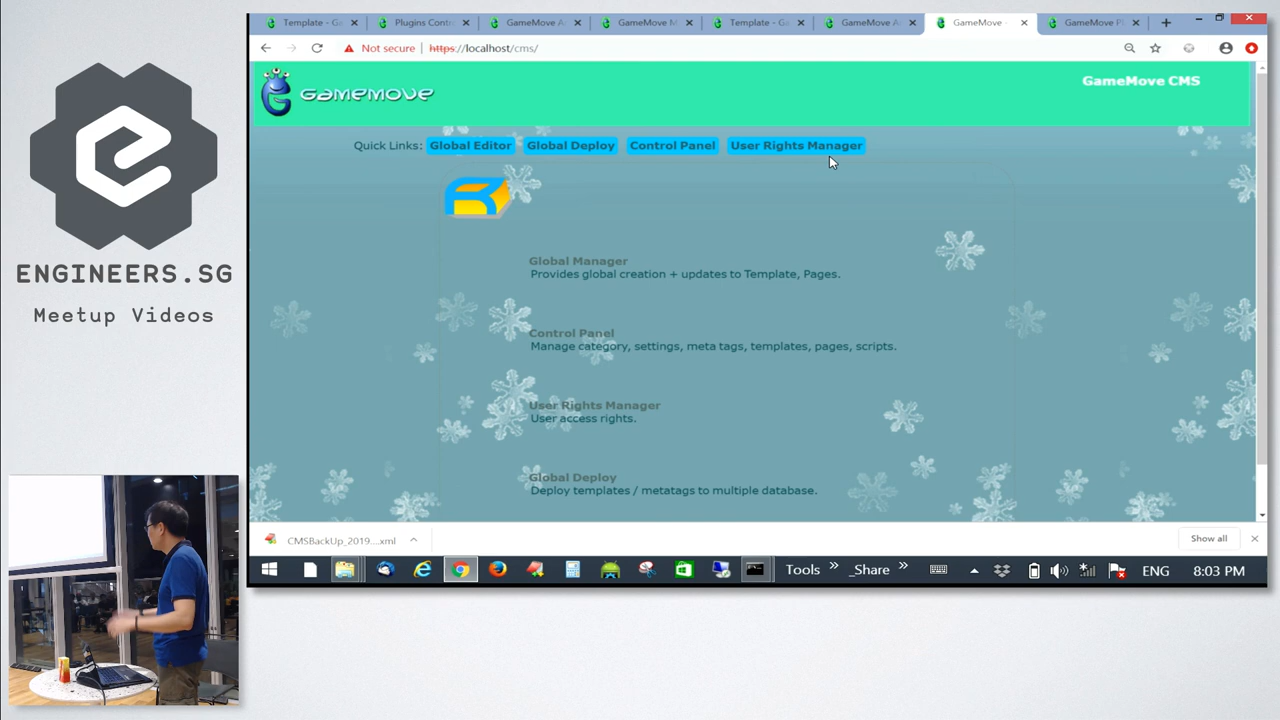 Template - Ga
Plugins Contr
GameMove A
GameMove M
Template - Ga
GameMove A
GameMove -
GameMove Pl
Not secure | https://localhost/cms/
GAMEMOVE
GameMove CMS
Quick Links: Global Editor Global Deploy Control Panel User Rights Manager
Global Manager
Provides global creation + updates to Template, Pages.
Control Panel
Manage category, settings, meta tags, templates, pages, scripts.
User Rights Manager
User access rights.
Global Deploy
Deploy templates / metatags to multiple database.
CMSBackUp_2019....xml
Show all
Tools » _Share »
ENG 8:03 PM
ENGINEERS.SG
Meetup Videos